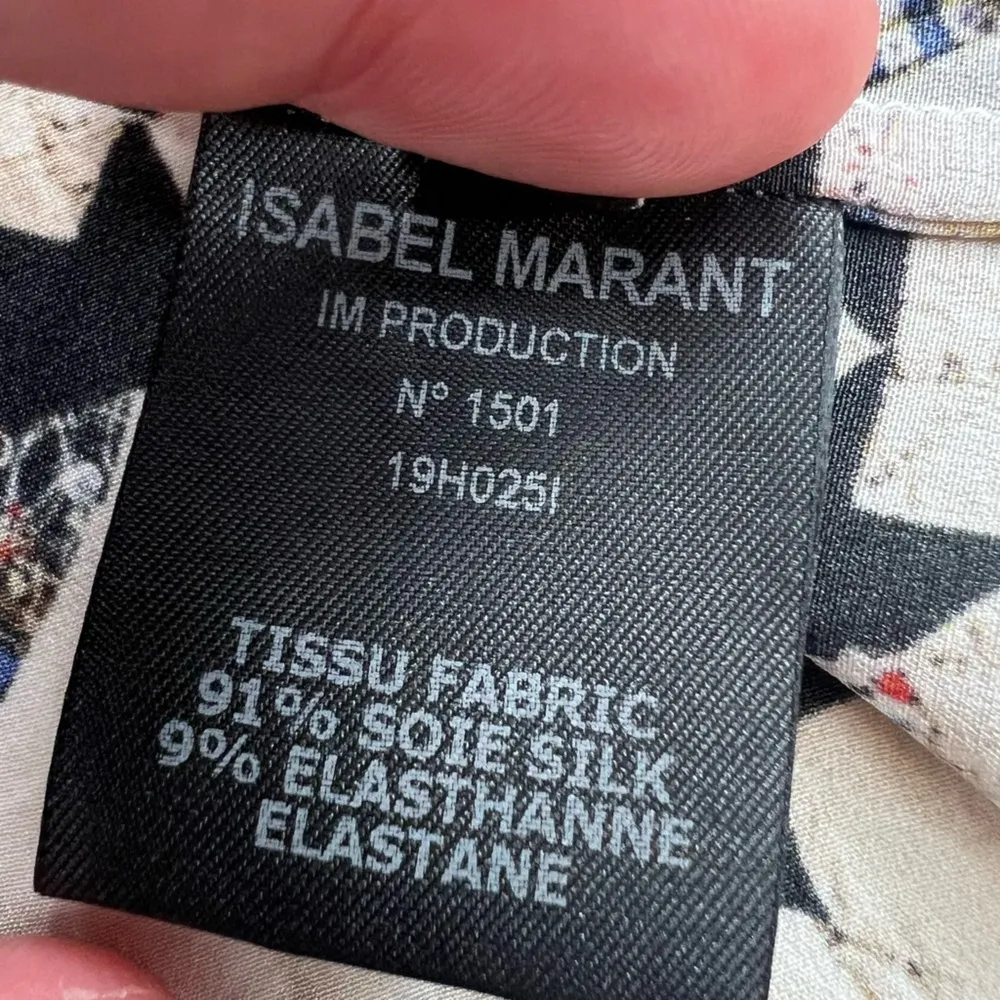 ISABEL MARANT
IM PRODUCTION
N° 1501
19H025I
TISSU FABRIC
91% SOIE SILK
9% ELASTHANNE
ELASTANE